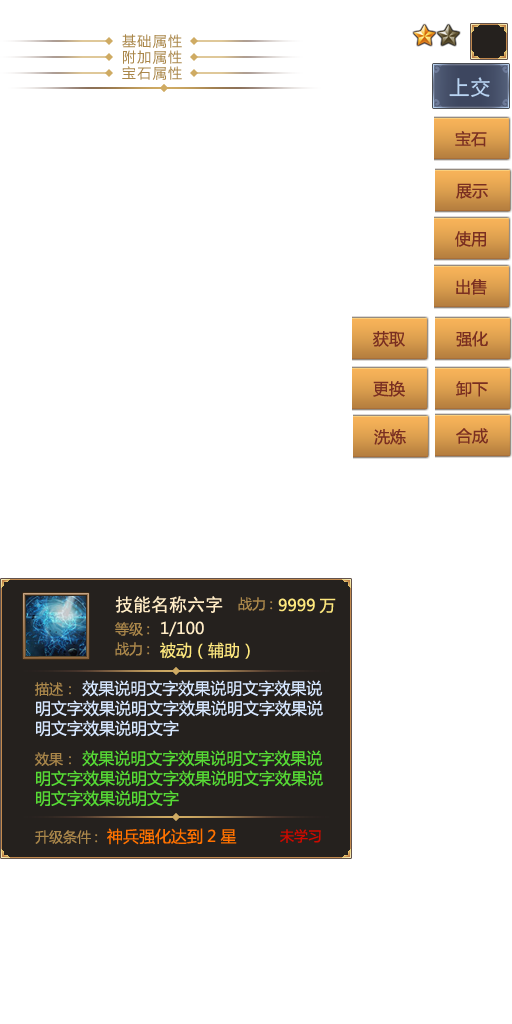 基础属性
附加属性
宝石属性
上交
宝石
展示
使用
出售
获取
强化
更换
卸下
洗炼
合成
技能名称六字 战力：9999 万
等级： 1/100
战力： 被动（辅助）
描述： 效果说明文字效果说明文字效果说
明文字效果说明文字效果说明文字效果说
明文字效果说明文字
效果： 效果说明文字效果说明文字效果说
明文字效果说明文字效果说明文字效果说
明文字效果说明文字
升级条件：神兵强化达到 2 星 未学习